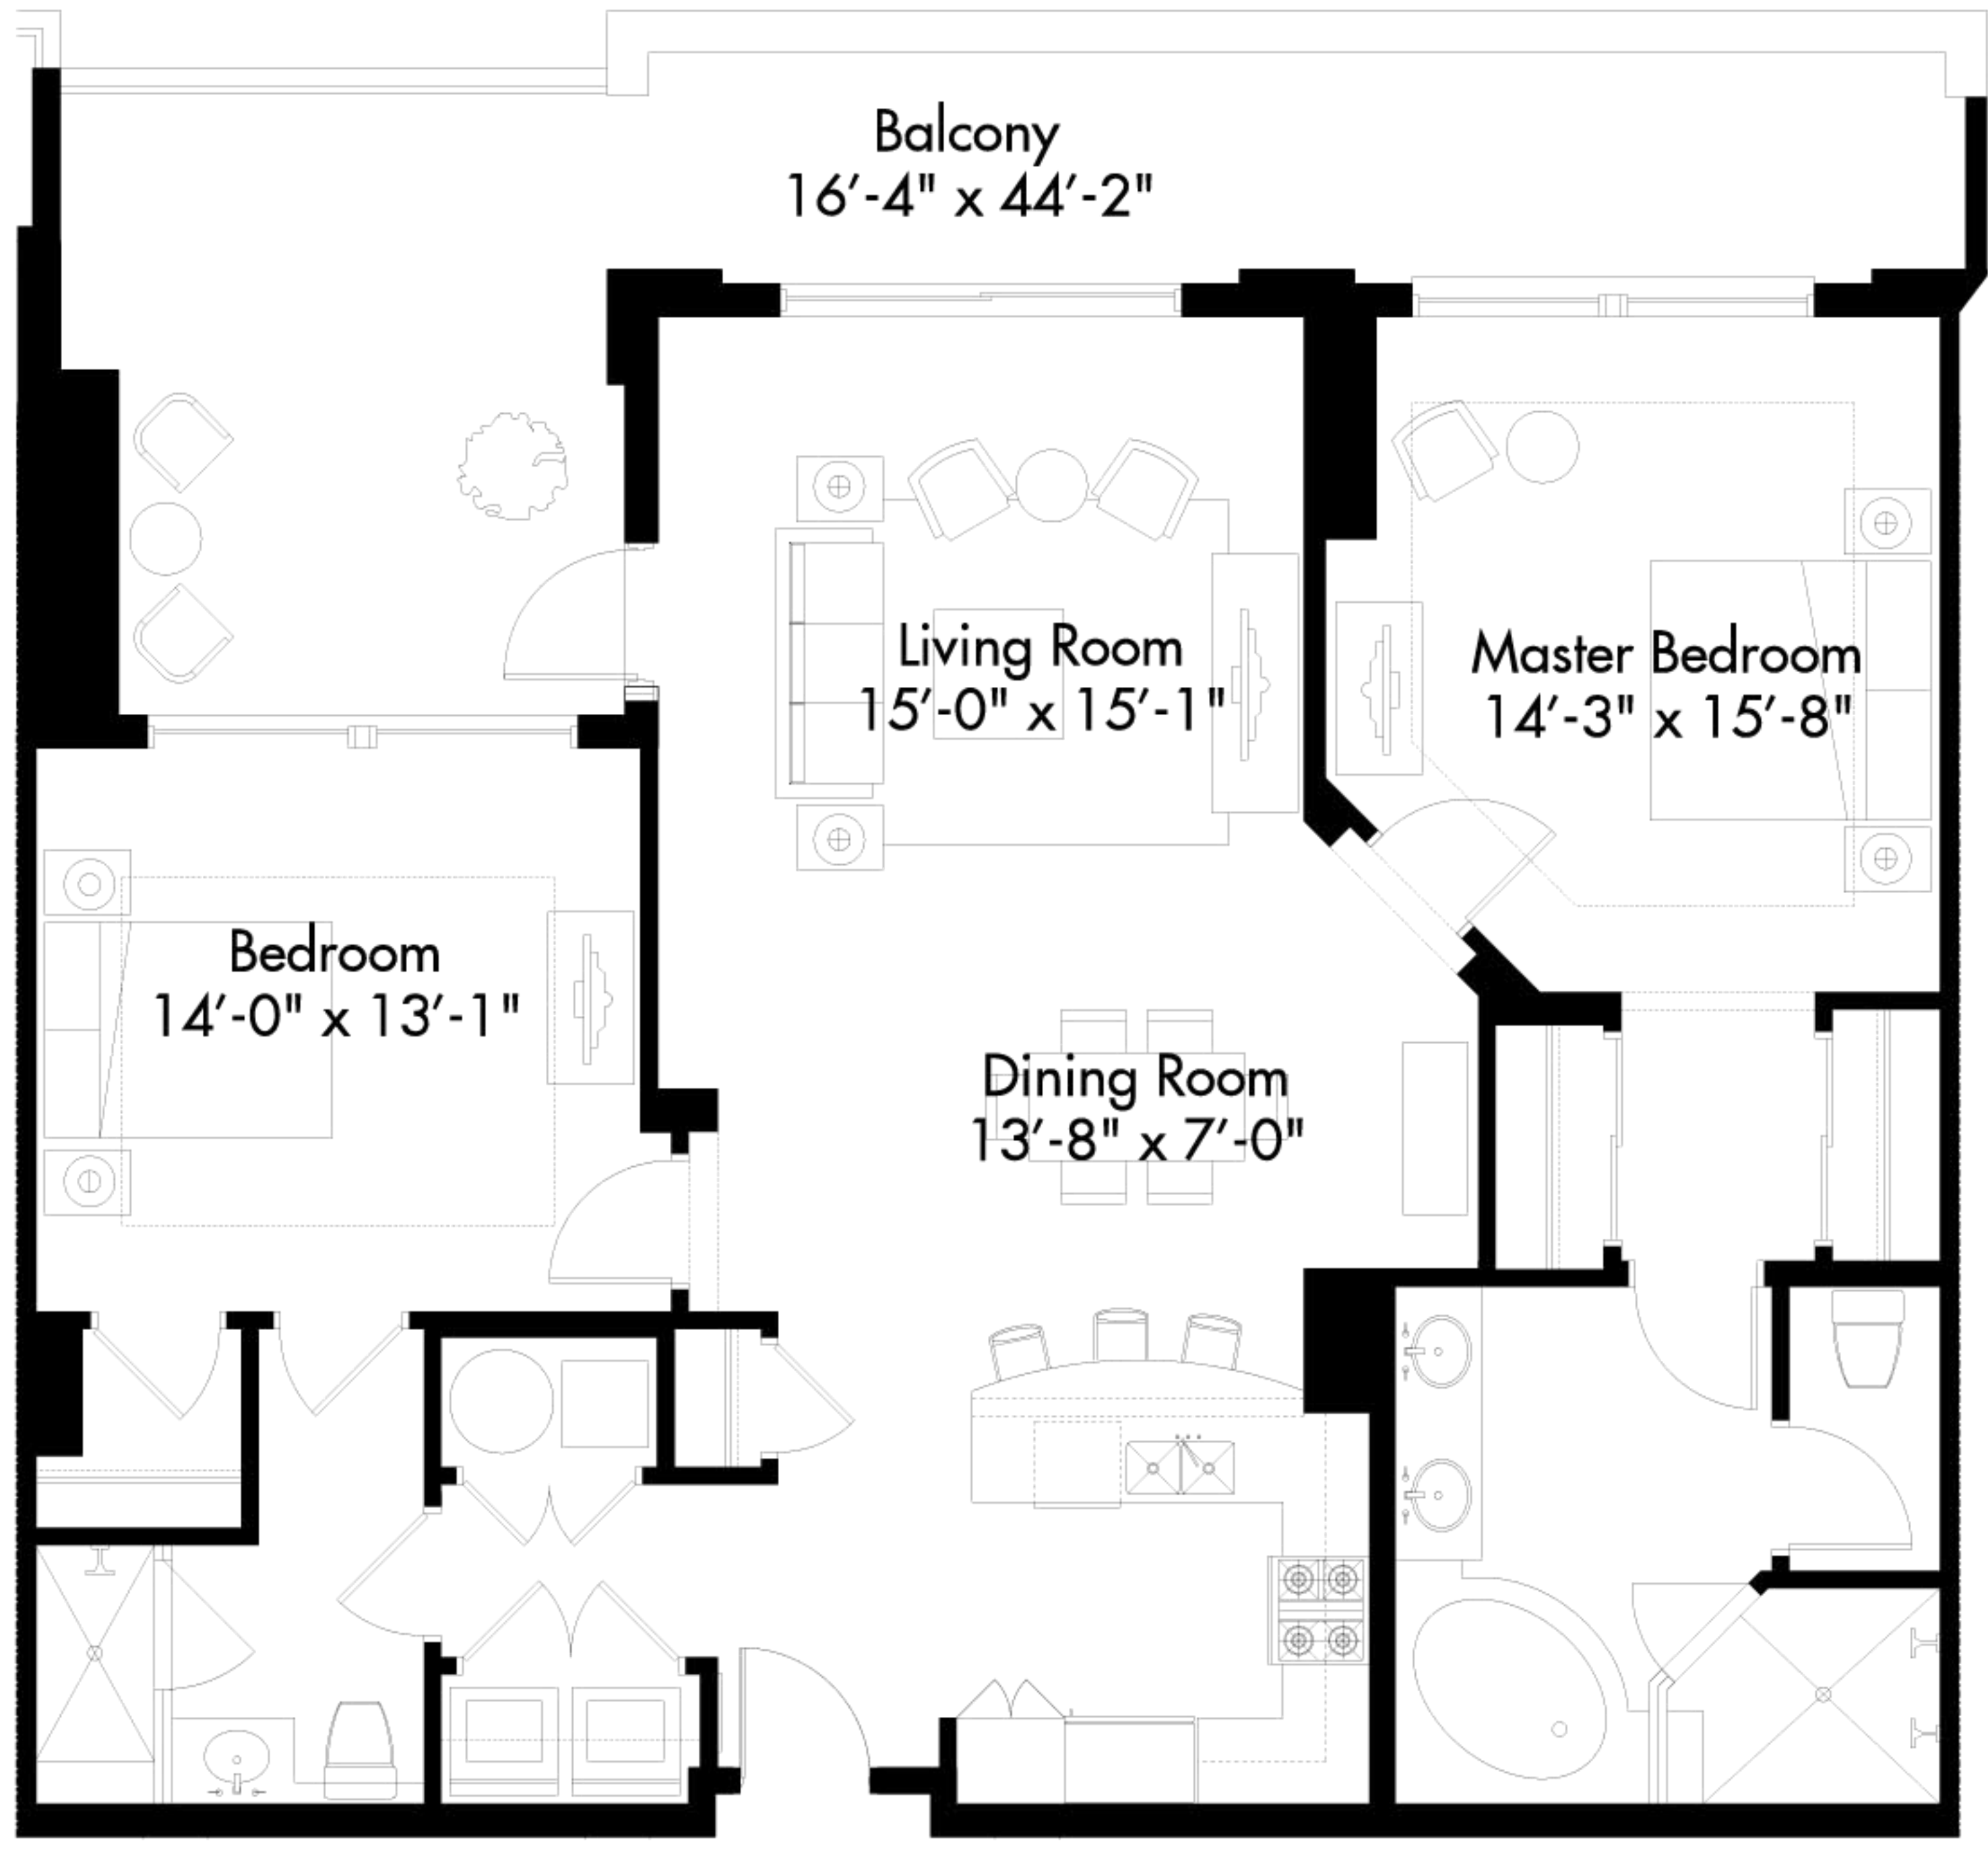 Balcony
16′-4" x 44′-2"
Living Room
15′-0" x 15′-1"
Master Bedroom
14′-3" x 15′-8"
Bedroom
14′-0" x 13′-1"
Dining Room
13′-8" x 7′-0"